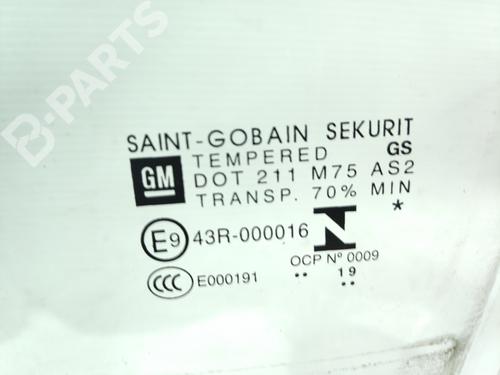 B-PARTS
SAINT-GOBAIN SEKURIT
GM TEMPERED GS
DOT 211 M75 AS2
TRANSP. 70% MIN
*
E9 43R-000016 N
OCP Nº 0009
CCC E000191
.. 19
..